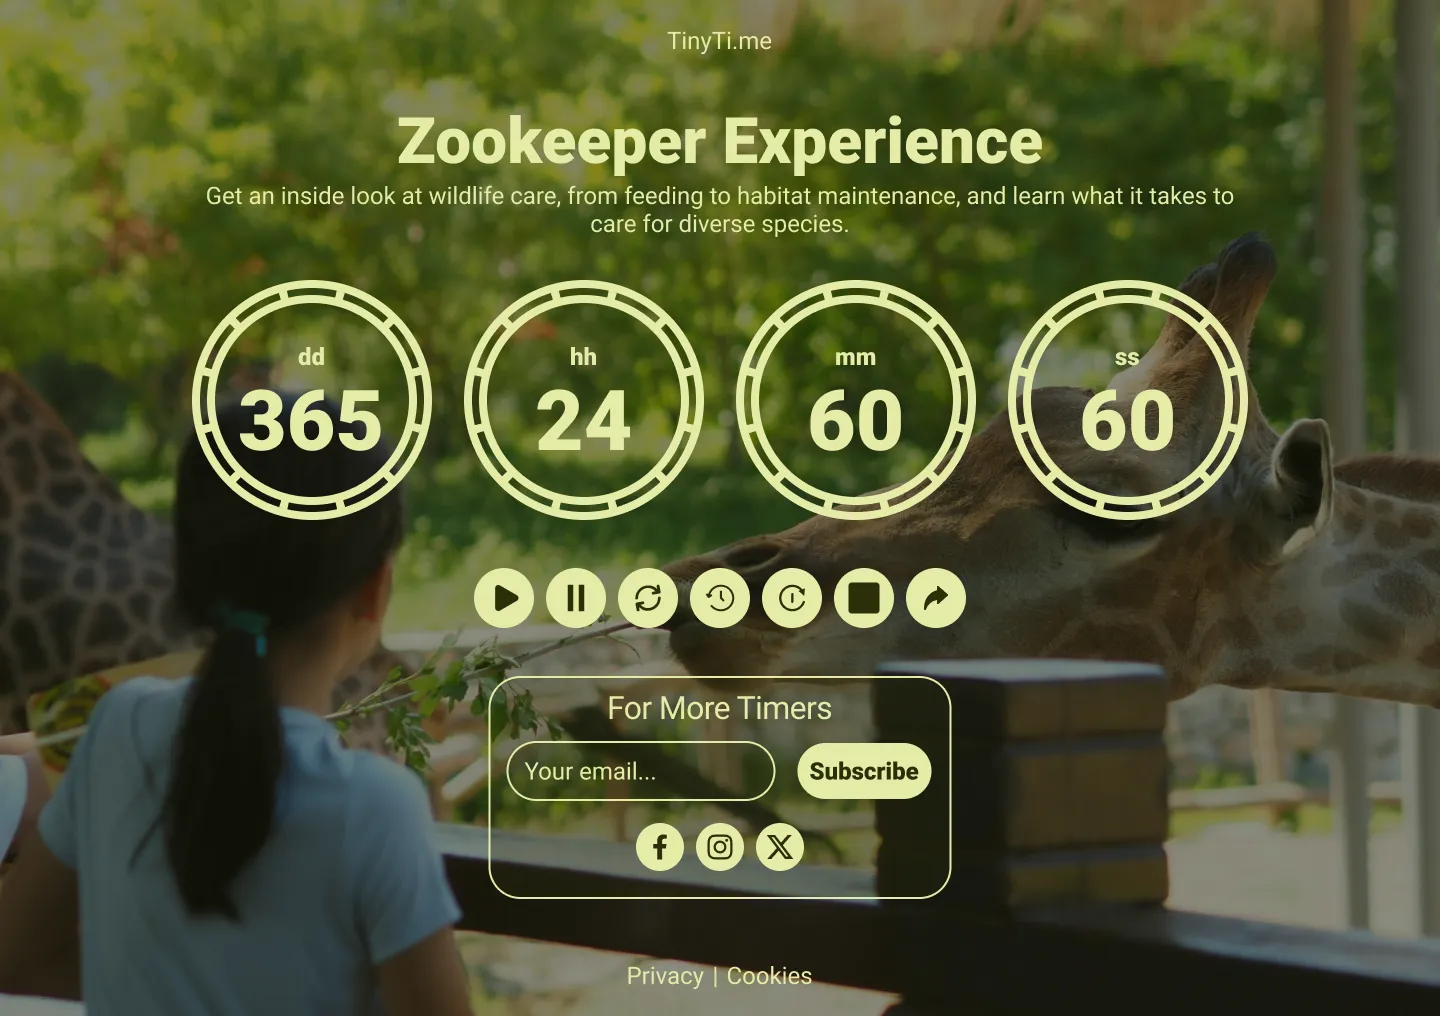 TinyTi.me
Zookeeper Experience
Get an inside look at wildlife care, from feeding to habitat maintenance, and learn what it takes to
care for diverse species.
dd
365
hh
24
mm
60
ss
60
For More Timers
Your email...
Subscribe
Privacy | Cookies